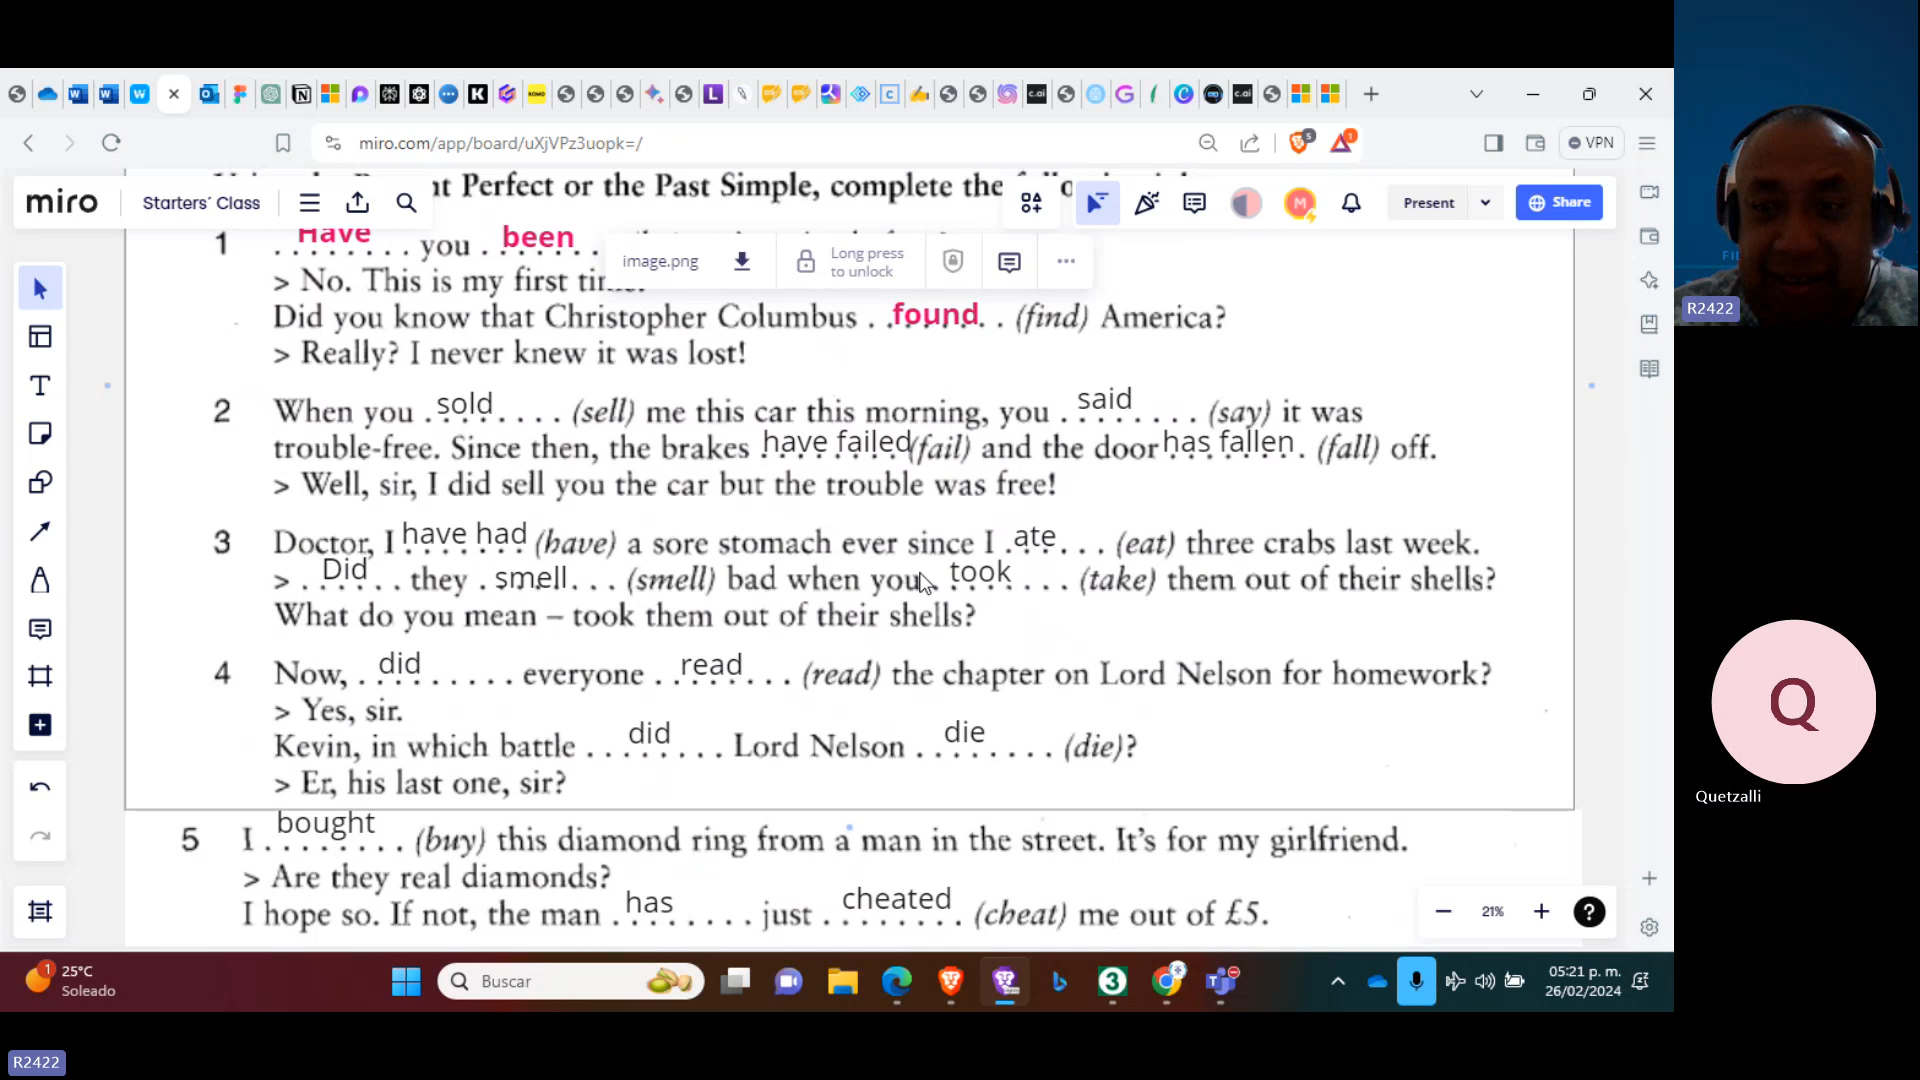 miro.com/app/board/uXjVPz3uopk=/
VPN
nt Perfect or the Past Simple, complete the
miro
Starters´ Class
Present
Share
1 Have you been
image.png
Long press
to unlock
> No. This is my first
Did you know that Christopher Columbus . . found . . (find) America?
> Really? I never knew it was lost!
2 When you . sold . . . . (sell) me this car this morning, you . said . . . . (say) it was
trouble-free. Since then, the brakes have failed (fail) and the door has fallen . (fall) off.
> Well, sir, I did sell you the car but the trouble was free!
3 Doctor, I have had (have) a sore stomach ever since I . ate . . . (eat) three crabs last week.
> . Did . . they . smell . . . (smell) bad when you . took . . . (take) them out of their shells?
What do you mean – took them out of their shells?
4 Now, . did . . . . . everyone . . read . . . (read) the chapter on Lord Nelson for homework?
> Yes, sir.
Kevin, in which battle . . . did . . . Lord Nelson . . die . . . . (die)?
> Er, his last one, sir?
5 I . bought . . (buy) this diamond ring from a man in the street. It's for my girlfriend.
> Are they real diamonds?
I hope so. If not, the man . has . . . . just . cheated . (cheat) me out of £5.
21%
R2422
Q
Quetzalli
25°C
Soleado
Buscar
05:21 p. m.
26/02/2024
R2422